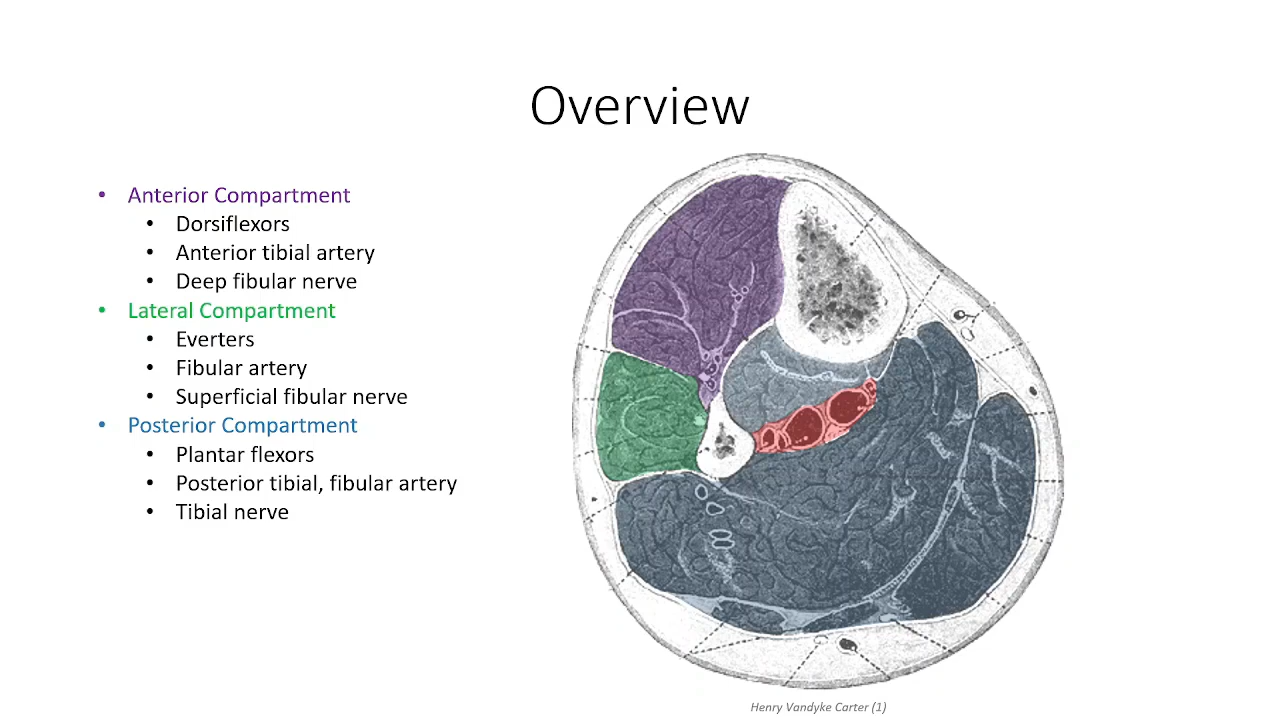 Overview
• Anterior Compartment
• Dorsiflexors
• Anterior tibial artery
• Deep fibular nerve
• Lateral Compartment
• Everters
• Fibular artery
• Superficial fibular nerve
• Posterior Compartment
• Plantar flexors
• Posterior tibial, fibular artery
• Tibial nerve
Henry Vandyke Carter (1)